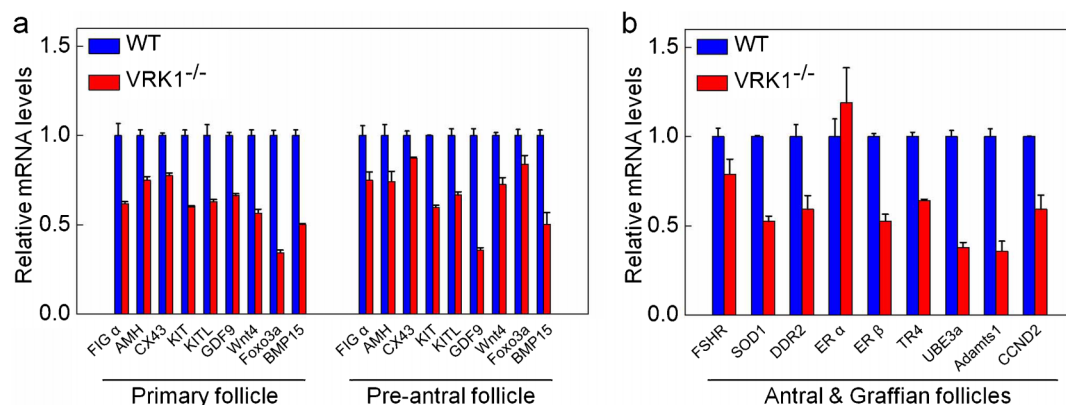 a
Relative mRNA levels
1.5
1.0
0.5
0.0
WT
VRK1-/-
FIG α
AMH
CX43
KIT
KITL
GDF9
Wnt4
Foxo3a
BMP15
Primary follicle
FIG α
AMH
CX43
KIT
KITL
GDF9
Wnt4
Foxo3a
BMP15
Pre-antral follicle
b
Relative mRNA levels
1.5
1.0
0.5
0.0
WT
VRK1-/-
FSHR
SOD1
DDR2
ER α
ER β
TR4
UBE3a
Adamts1
CCND2
Antral & Graffian follicles